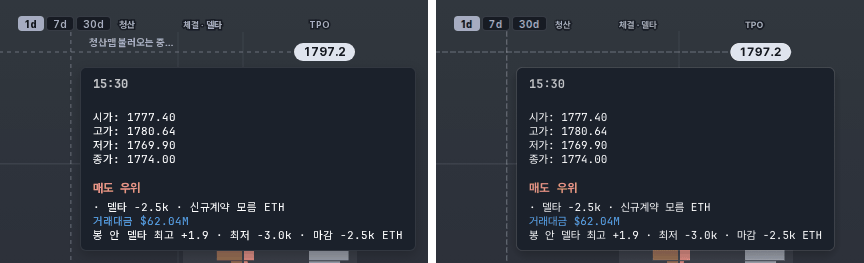 1d 7d 30d 청산 체결 · 델타 TPO
청산맵 불러오는 중...
1797.2
15:30
시가: 1777.40
고가: 1780.64
저가: 1769.90
종가: 1774.00
매도 우위
· 델타 -2.5k · 신규계약 모름 ETH
거래대금 $62.04M
봉 안 델타 최고 +1.9 · 최저 -3.0k · 마감 -2.5k ETH
1d 7d 30d 청산 체결 · 델타 TPO
1797.2
15:30
시가: 1777.40
고가: 1780.64
저가: 1769.90
종가: 1774.00
매도 우위
· 델타 -2.5k · 신규계약 모름 ETH
거래대금 $62.04M
봉 안 델타 최고 +1.9 · 최저 -3.0k · 마감 -2.5k ETH